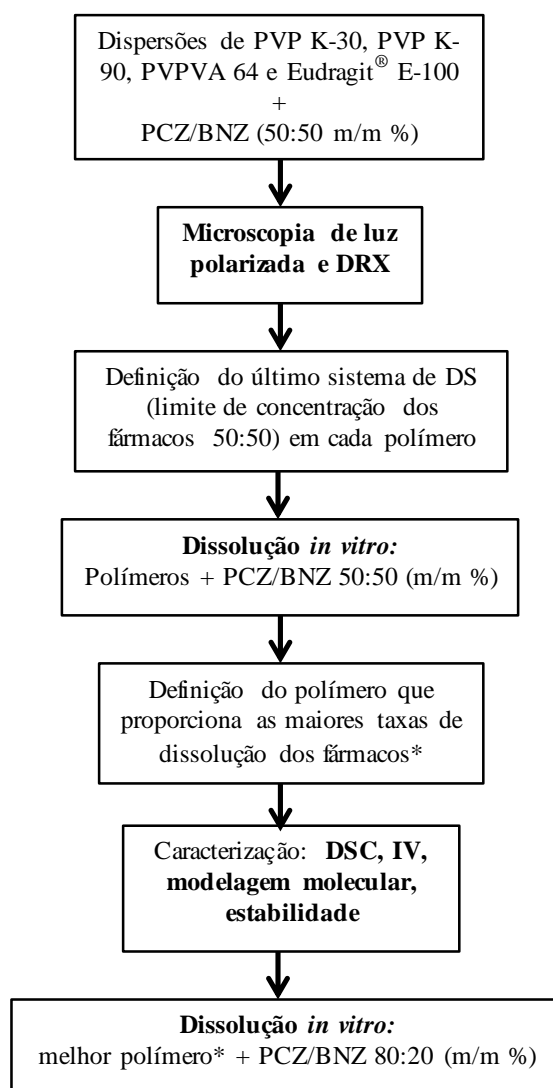 Dispersões de PVP K-30, PVP K-
90, PVPVA 64 e Eudragit® E-100
+
PCZ/BNZ (50:50 m/m %)
Microscopia de luz
polarizada e DRX
Definição do último sistema de DS
(limite de concentração dos
fármacos 50:50) em cada polímero
Dissolução in vitro:
Polímeros + PCZ/BNZ 50:50 (m/m %)
Definição do polímero que
proporciona as maiores taxas de
dissolução dos fármacos*
Caracterização: DSC, IV,
modelagem molecular,
estabilidade
Dissolução in vitro:
melhor polímero* + PCZ/BNZ 80:20 (m/m %)